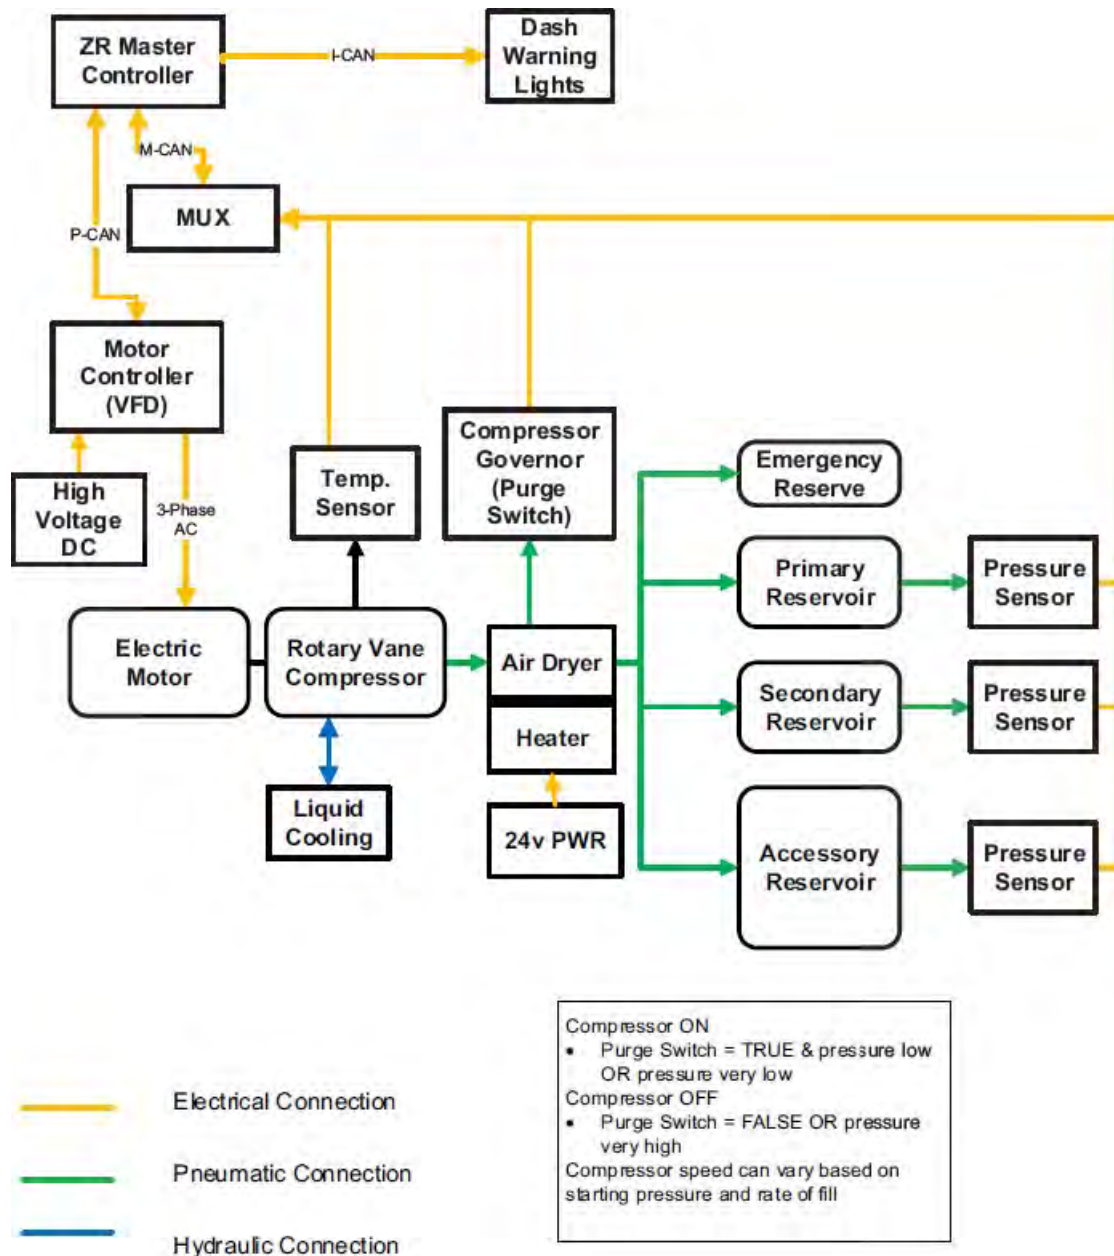 ZR Master
Controller
I-CAN
Dash
Warning
Lights
M-CAN
MUX
P-CAN
Motor
Controller
(VFD)
High
Voltage
DC
3-Phase
AC
Temp.
Sensor
Compressor
Governor
(Purge
Switch)
Emergency
Reserve
Primary
Reservoir
Pressure
Sensor
Electric
Motor
Rotary Vane
Compressor
Air Dryer
Heater
Secondary
Reservoir
Pressure
Sensor
Liquid
Cooling
24v PWR
Accessory
Reservoir
Pressure
Sensor
Compressor ON
• Purge Switch = TRUE & pressure low
OR pressure very low
Compressor OFF
• Purge Switch = FALSE OR pressure
very high
Compressor speed can vary based on
starting pressure and rate of fill
Electrical Connection
Pneumatic Connection
Hydraulic Connection